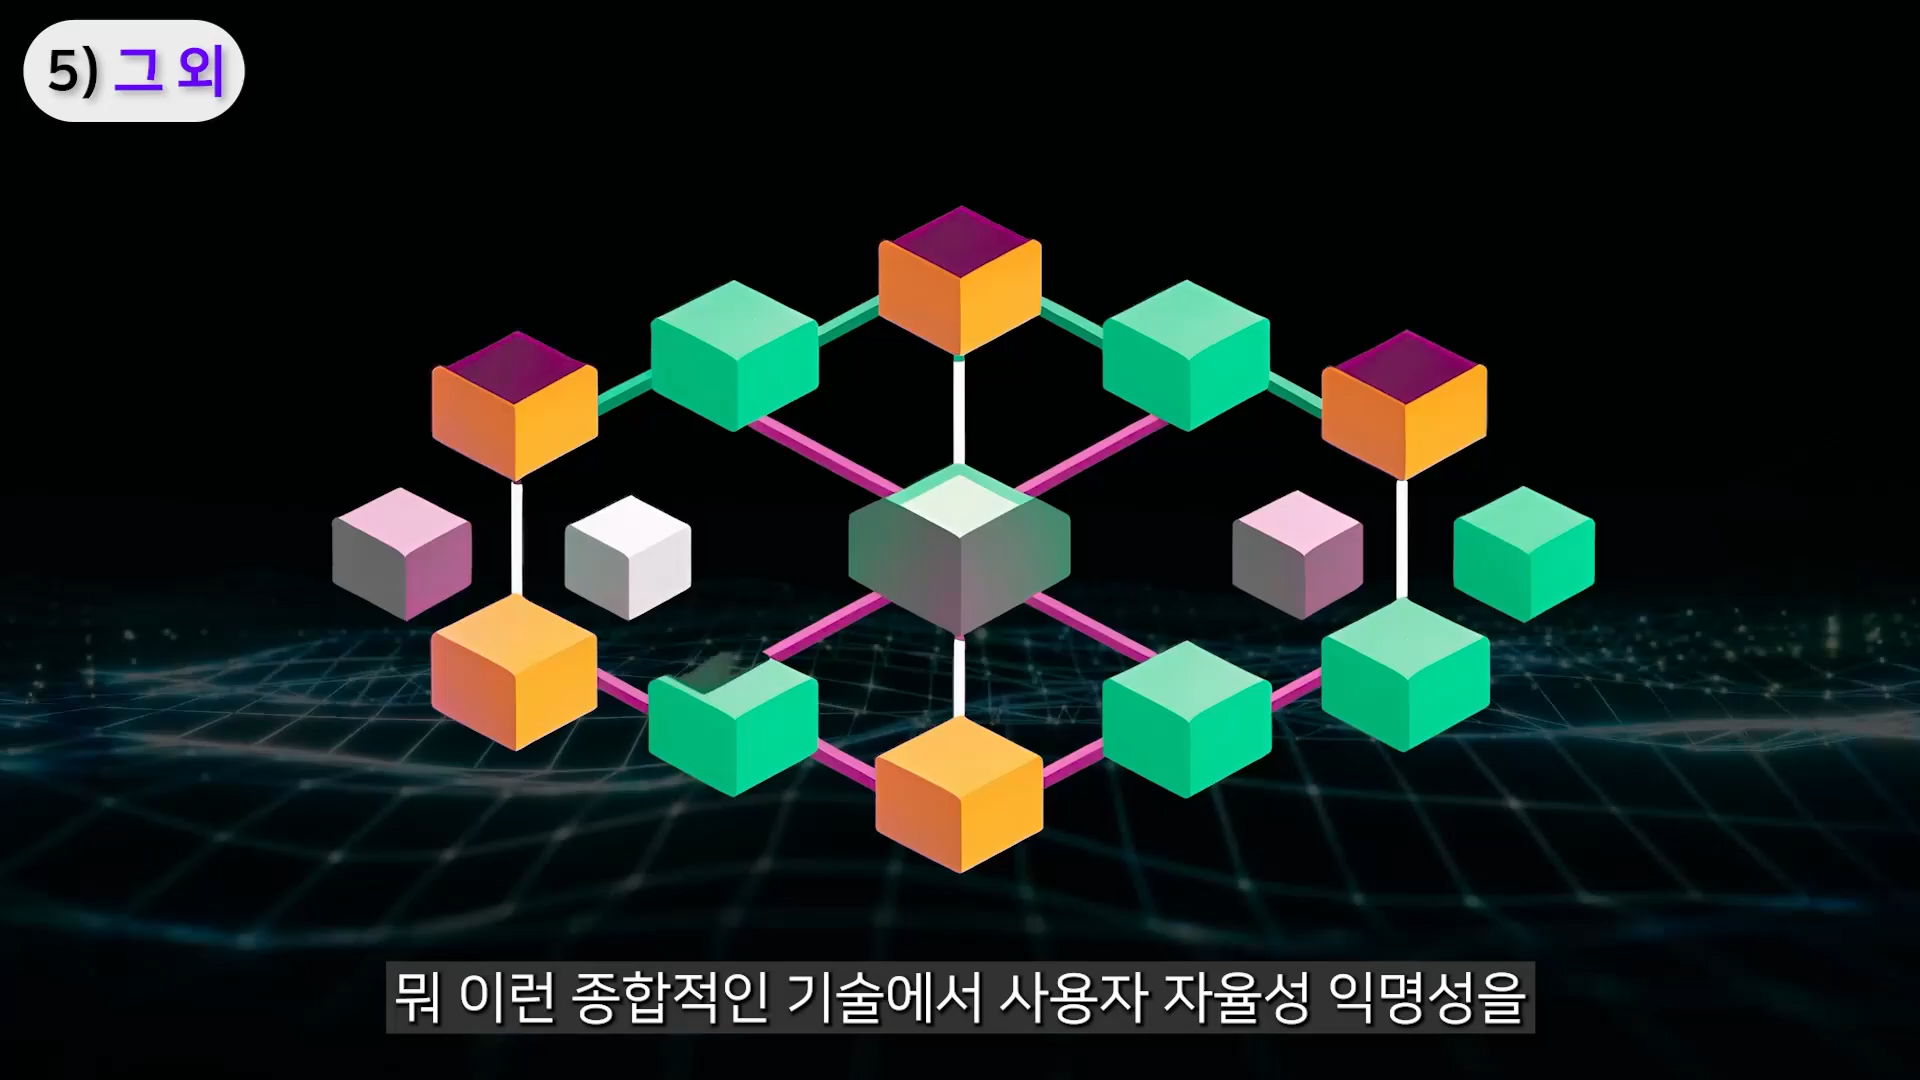 5) 그 외
뭐 이런 종합적인 기술에서 사용자 자율성 익명성을